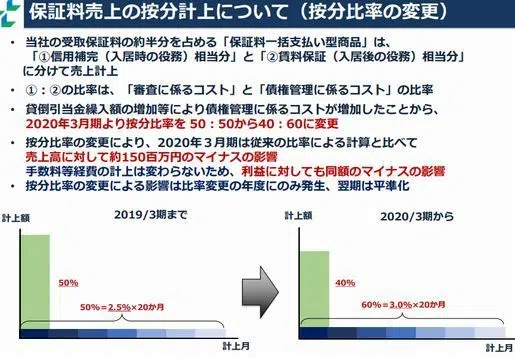 保証料売上の按分計上について（按分比率の変更）
• 当社の受取保証料の約半分を占める「保証料一括支払い型商品」は、
「①信用補完（入居時の役務）相当分」と「②賃料保証（入居後の役務）相当分」
に分けて売上計上
• ①：②の比率は、「審査に係るコスト」と「債権管理に係るコスト」の比率
• 貸倒引当金繰入額の増加等により債権管理に係るコストが増加したことから、
2020年3月期より按分比率を 50：50から40：60に変更
• 按分比率の変更により、2020年３月期は従来の比率による計算と比べて
売上高に対して約150百万円のマイナスの影響
手数料等経費の計上は変わらないため、利益に対しても同額のマイナスの影響
• 按分比率の変更による影響は比率変更の年度にのみ発生、翌期は平準化
計上額
2019/3期まで
50%
50%＝2.5%×20か月
計上月
計上額
2020/3期から
40%
60%＝3.0%×20か月
計上月